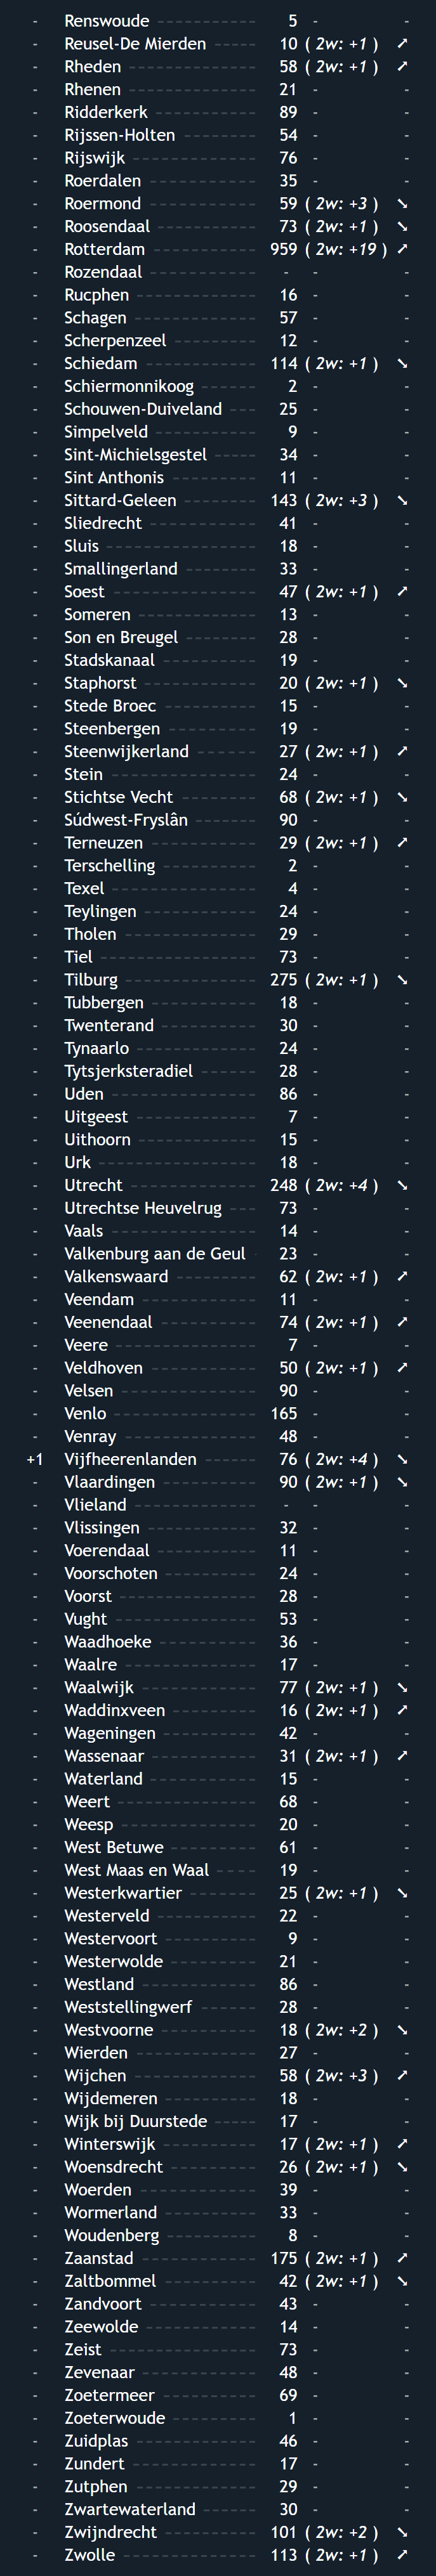 - Renswoude 5 - -
- Reusel-De Mierden 10 ( 2w: +1 ) ➚
- Rheden 58 ( 2w: +1 ) ➚
- Rhenen 21 - -
- Ridderkerk 89 - -
- Rijssen-Holten 54 - -
- Rijswijk 76 - -
- Roerdalen 35 - -
- Roermond 59 ( 2w: +3 ) ➘
- Roosendaal 73 ( 2w: +1 ) ➘
- Rotterdam 959 ( 2w: +19 ) ➚
- Rozendaal - - -
- Rucphen 16 - -
- Schagen 57 - -
- Scherpenzeel 12 - -
- Schiedam 114 ( 2w: +1 ) ➘
- Schiermonnikoog 2 - -
- Schouwen-Duiveland 25 - -
- Simpelveld 9 - -
- Sint-Michielsgestel 34 - -
- Sint Anthonis 11 - -
- Sittard-Geleen 143 ( 2w: +3 ) ➘
- Sliedrecht 41 - -
- Sluis 18 - -
- Smallingerland 33 - -
- Soest 47 ( 2w: +1 ) ➚
- Someren 13 - -
- Son en Breugel 28 - -
- Stadskanaal 19 - -
- Staphorst 20 ( 2w: +1 ) ➘
- Stede Broec 15 - -
- Steenbergen 19 - -
- Steenwijkerland 27 ( 2w: +1 ) ➚
- Stein 24 - -
- Stichtse Vecht 68 ( 2w: +1 ) ➘
- Súdwest-Fryslân 90 - -
- Terneuzen 29 ( 2w: +1 ) ➚
- Terschelling 2 - -
- Texel 4 - -
- Teylingen 24 - -
- Tholen 29 - -
- Tiel 73 - -
- Tilburg 275 ( 2w: +1 ) ➘
- Tubbergen 18 - -
- Twenterand 30 - -
- Tynaarlo 24 - -
- Tytsjerksteradiel 28 - -
- Uden 86 - -
- Uitgeest 7 - -
- Uithoorn 15 - -
- Urk 18 - -
- Utrecht 248 ( 2w: +4 ) ➘
- Utrechtse Heuvelrug 73 - -
- Vaals 14 - -
- Valkenburg aan de Geul 23 - -
- Valkenswaard 62 ( 2w: +1 ) ➚
- Veendam 11 - -
- Veenendaal 74 ( 2w: +1 ) ➚
- Veere 7 - -
- Veldhoven 50 ( 2w: +1 ) ➚
- Velsen 90 - -
- Venlo 165 - -
- Venray 48 - -
+1 Vijfheerenlanden 76 ( 2w: +4 ) ➘
- Vlaardingen 90 ( 2w: +1 ) ➘
- Vlieland - - -
- Vlissingen 32 - -
- Voerendaal 11 - -
- Voorschoten 24 - -
- Voorst 28 - -
- Vught 53 - -
- Waadhoeke 36 - -
- Waalre 17 - -
- Waalwijk 77 ( 2w: +1 ) ➘
- Waddinxveen 16 ( 2w: +1 ) ➚
- Wageningen 42 - -
- Wassenaar 31 ( 2w: +1 ) ➚
- Waterland 15 - -
- Weert 68 - -
- Weesp 20 - -
- West Betuwe 61 - -
- West Maas en Waal 19 - -
- Westerkwartier 25 ( 2w: +1 ) ➘
- Westerveld 22 - -
- Westervoort 9 - -
- Westerwolde 21 - -
- Westland 86 - -
- Weststellingwerf 28 - -
- Westvoorne 18 ( 2w: +2 ) ➘
- Wierden 27 - -
- Wijchen 58 ( 2w: +3 ) ➚
- Wijdemeren 18 - -
- Wijk bij Duurstede 17 - -
- Winterswijk 17 ( 2w: +1 ) ➚
- Woensdrecht 26 ( 2w: +1 ) ➘
- Woerden 39 - -
- Wormerland 33 - -
- Woudenberg 8 - -
- Zaanstad 175 ( 2w: +1 ) ➚
- Zaltbommel 42 ( 2w: +1 ) ➘
- Zandvoort 43 - -
- Zeewolde 14 - -
- Zeist 73 - -
- Zevenaar 48 - -
- Zoetermeer 69 - -
- Zoeterwoude 1 - -
- Zuidplas 46 - -
- Zundert 17 - -
- Zutphen 29 - -
- Zwartewaterland 30 - -
- Zwijndrecht 101 ( 2w: +2 ) ➘
- Zwolle 113 ( 2w: +1 ) ➚